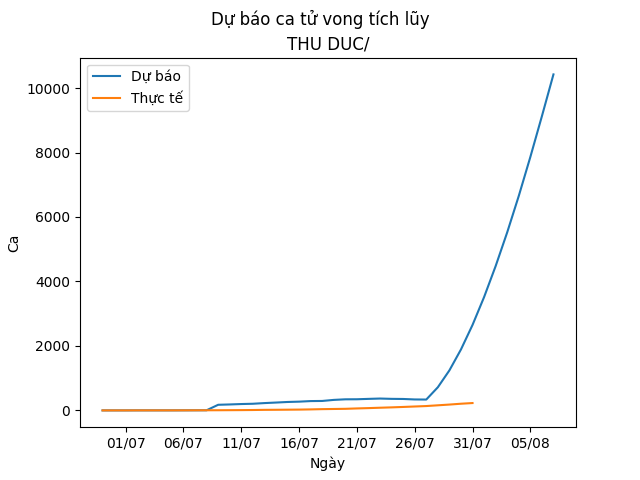 Dự báo ca tử vong tích lũy
THU DUC/
Dự báo
Thực tế
10000
8000
6000
4000
2000
0
Ca
01/07 06/07 11/07 16/07 21/07 26/07 31/07 05/08
Ngày